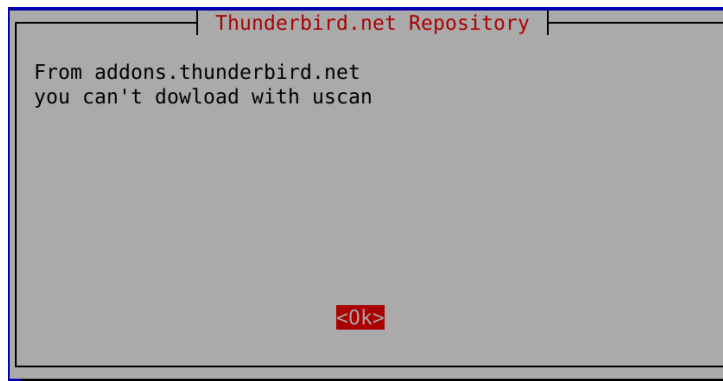 Thunderbird.net Repository
From addons.thunderbird.net
you can't dowload with uscan
<Ok>